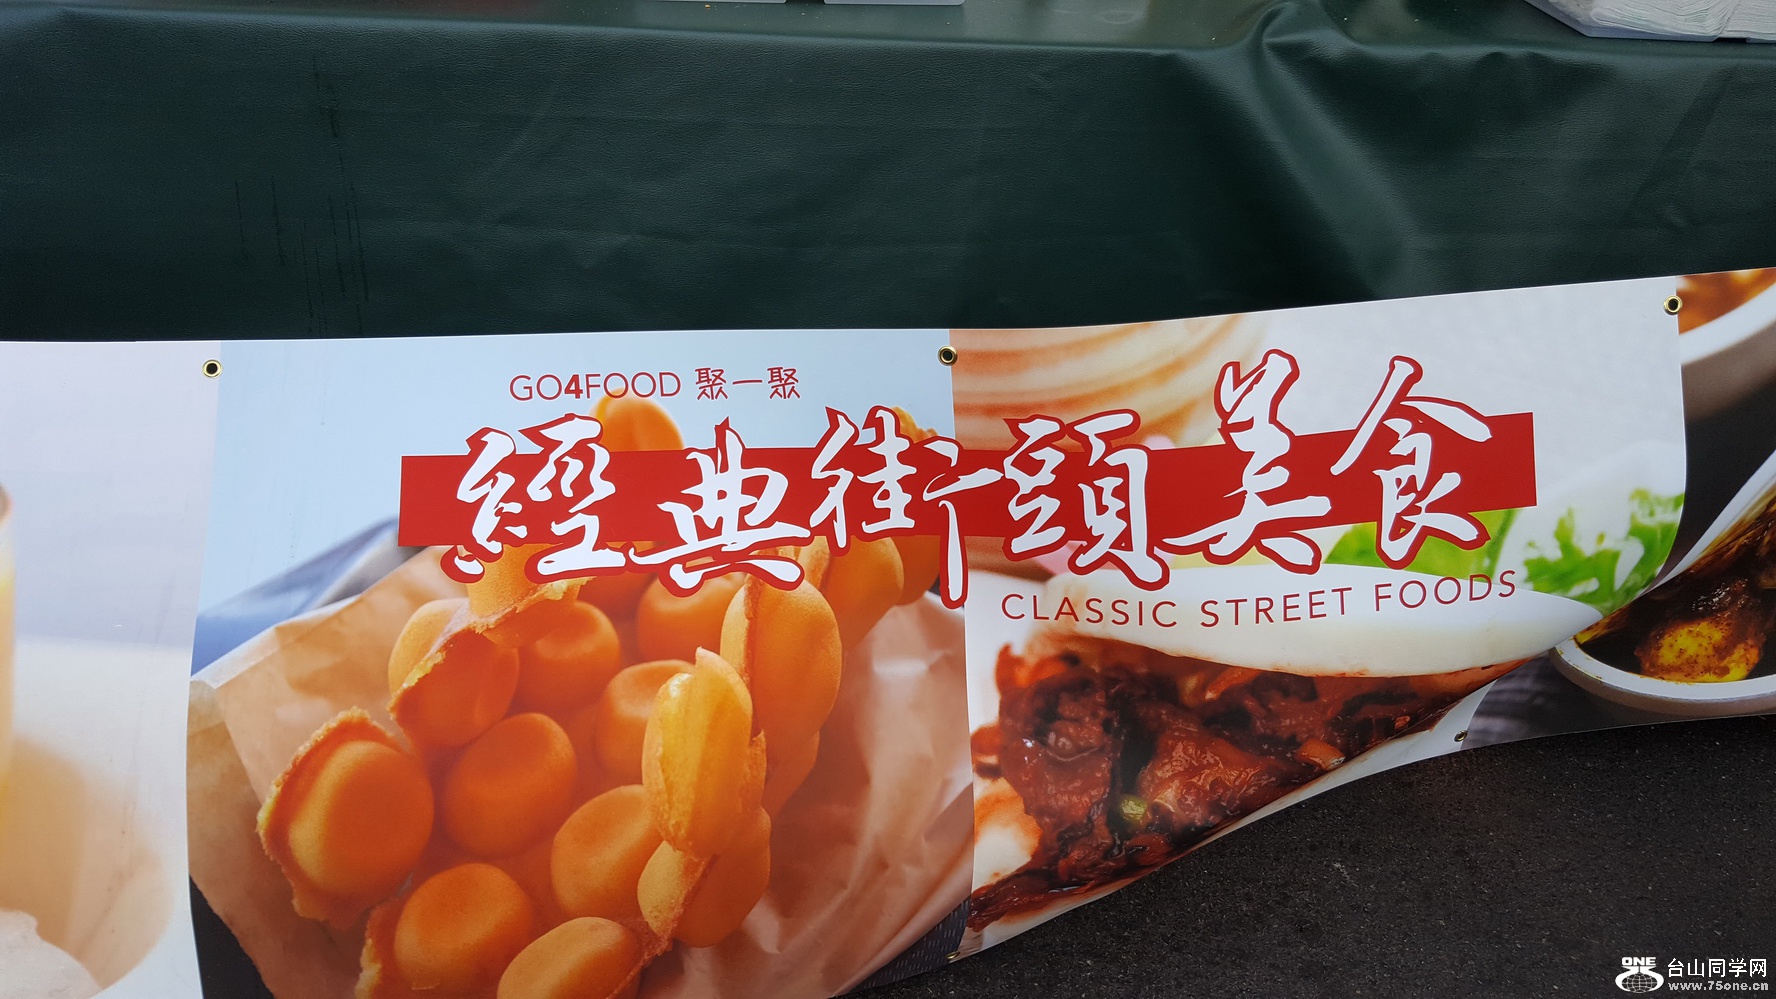 GO4FOOD 聚一聚
經典街頭美食
CLASSIC STREET FOODS
ONE 台山同学网
www.75one.cn